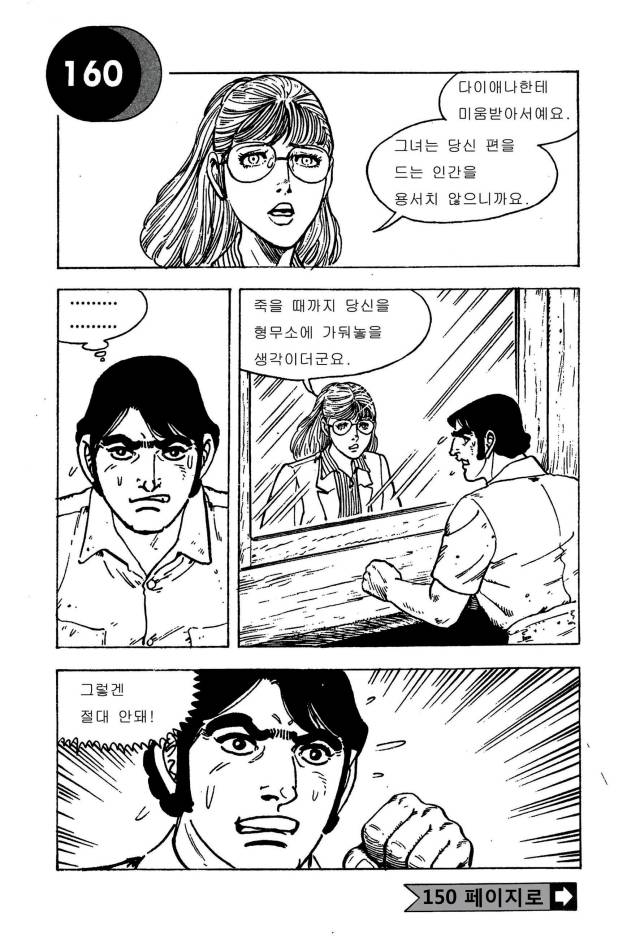 160
다이애나한테
미움받아서예요.
그녀는 당신 편을
드는 인간을
용서치 않으니까요.
………
………
죽을 때까지 당신을
형무소에 가둬놓을
생각이더군요.
그렇겐
절대 안돼!
150 페이지로